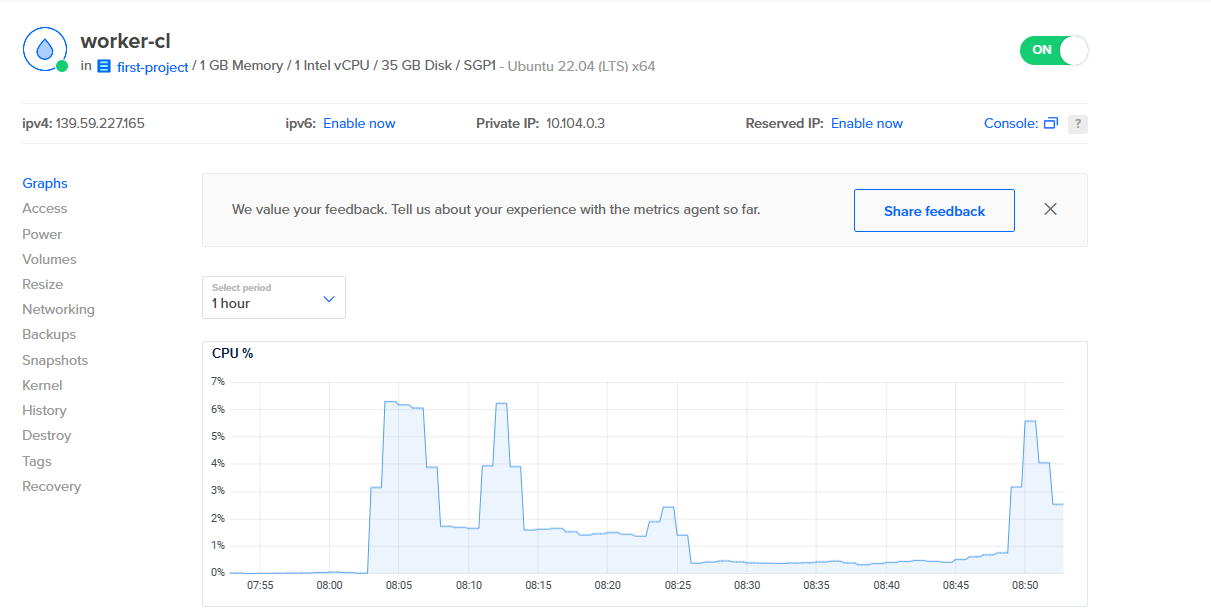 worker-cl
in first-project / 1 GB Memory / 1 Intel vCPU / 35 GB Disk / SGP1 - Ubuntu 22.04 (LTS) x64
ON
ipv4: 139.59.227.165 ipv6: Enable now Private IP: 10.104.0.3 Reserved IP: Enable now Console: ?
Graphs
Access
Power
Volumes
Resize
Networking
Backups
Snapshots
Kernel
History
Destroy
Tags
Recovery
We value your feedback. Tell us about your experience with the metrics agent so far.
Share feedback
Select period
1 hour
CPU %
7%
6%
5%
4%
3%
2%
1%
0%
07:55 08:00 08:05 08:10 08:15 08:20 08:25 08:30 08:35 08:40 08:45 08:50